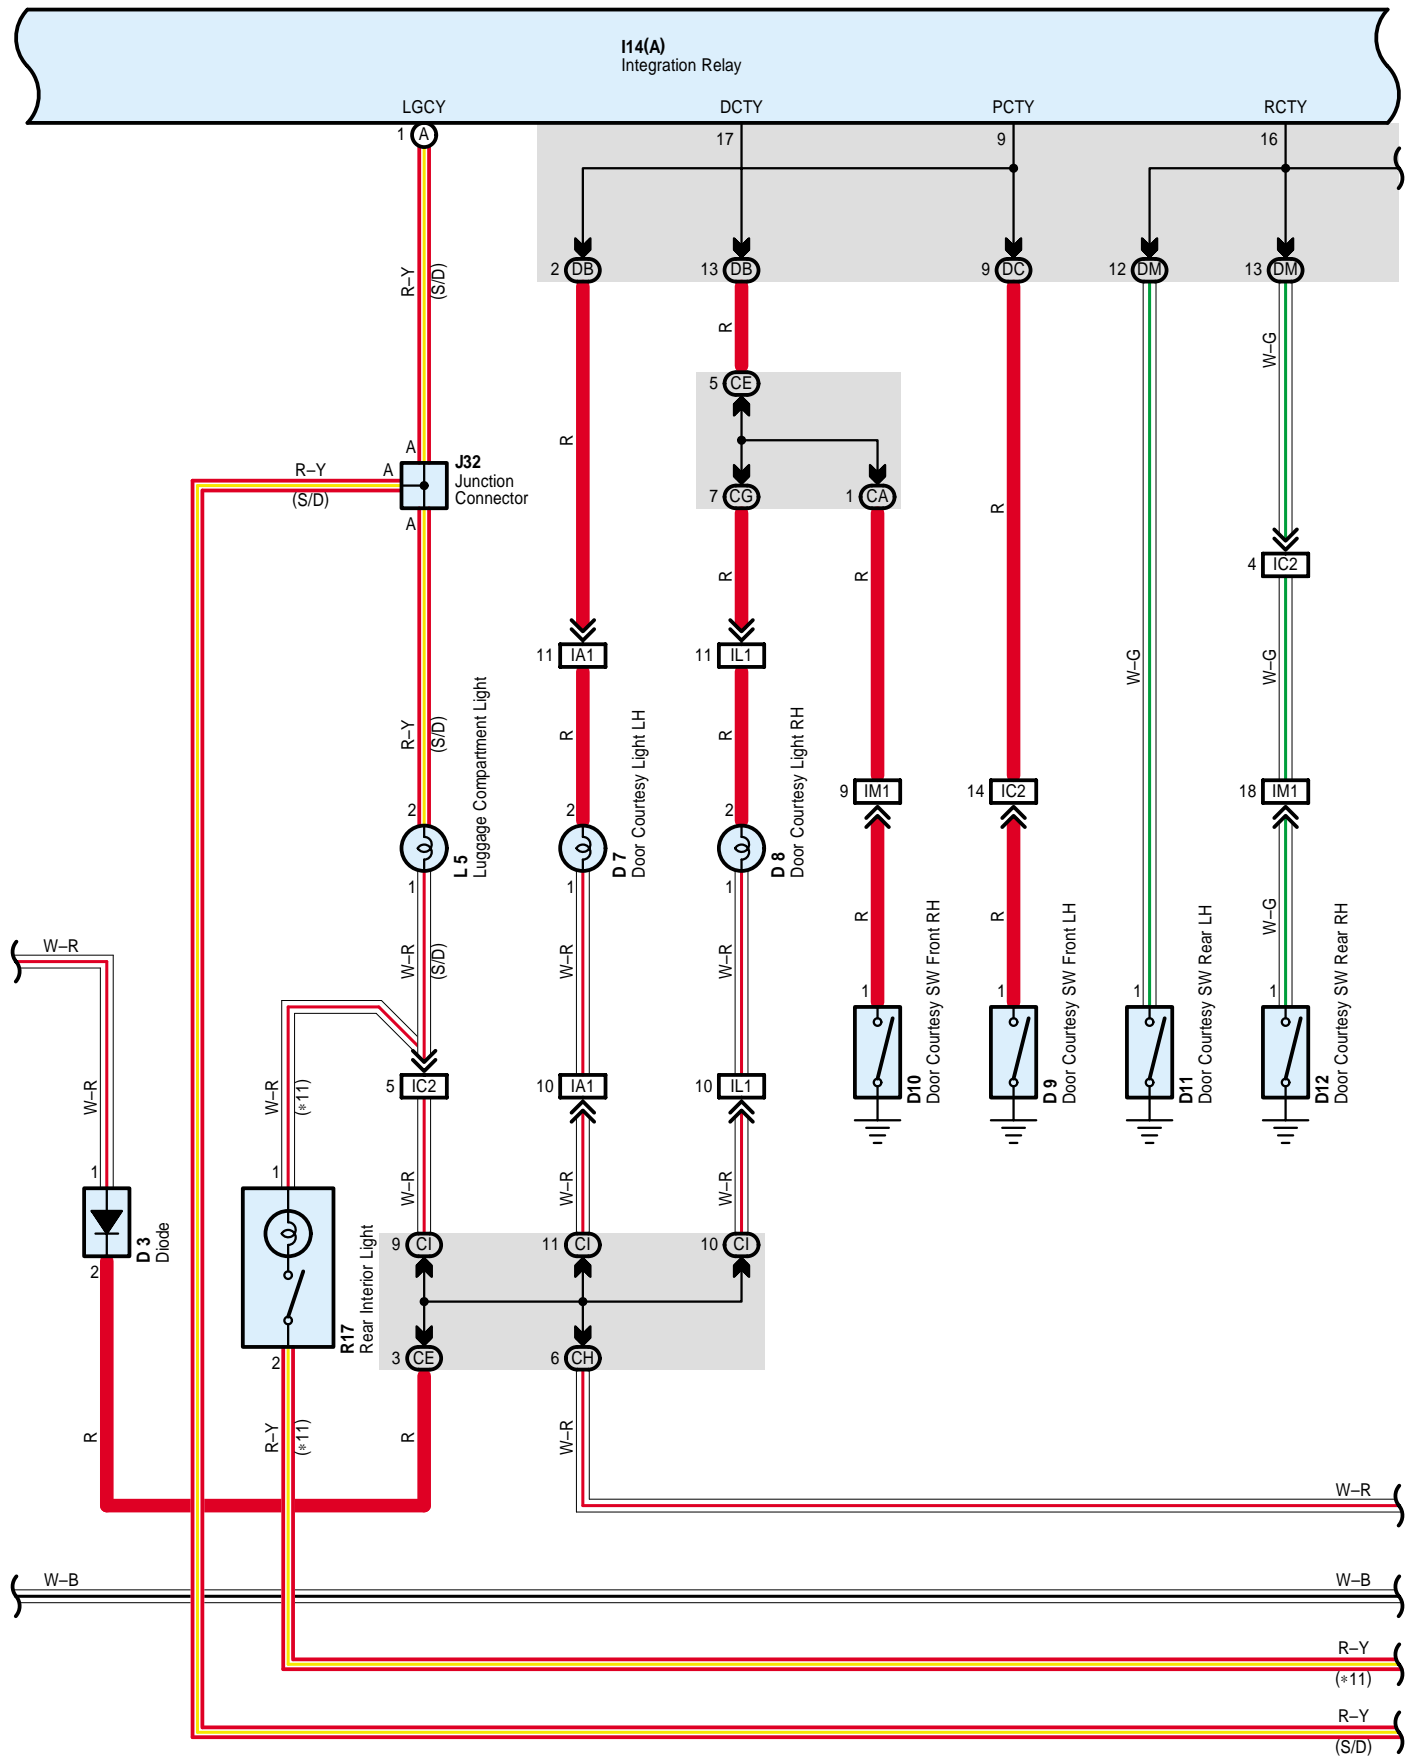 I14(A)
Integration Relay
LGCY
DCTY
PCTY
RCTY
1
A
17
9
16
2
DB
13
DB
9
DC
12
DM
13
DM
R–Y
(S/D)
R
W–G
5
CE
R
7
CG
1
CA
A
J32
Junction
Connector
R–Y
(S/D)
A
A
R
R
R
4
IC2
11
IA1
11
IL1
W–G
W–G
R–Y
(S/D)
R
R
9
IM1
14
IC2
18
IM1
2
L 5
Luggage Compartment Light
1
2
D 7
Door Courtesy Light LH
1
2
D 8
Door Courtesy Light RH
1
R
R
W–G
W–R
W–R
(S/D)
W–R
W–R
1
D10
Door Courtesy SW Front RH
1
D 9
Door Courtesy SW Front LH
1
D11
Door Courtesy SW Rear LH
1
D12
Door Courtesy SW Rear RH
W–R
W–R
(*11)
5
IC2
10
IA1
10
IL1
W–R
W–R
W–R
1
D 3
Diode
2
1
R17
Rear Interior Light
2
9
CI
11
CI
10
CI
3
CE
6
CH
R
R–Y
(*11)
R
W–R
W–R
W–B
W–B
R–Y
(*11)
R–Y
(S/D)